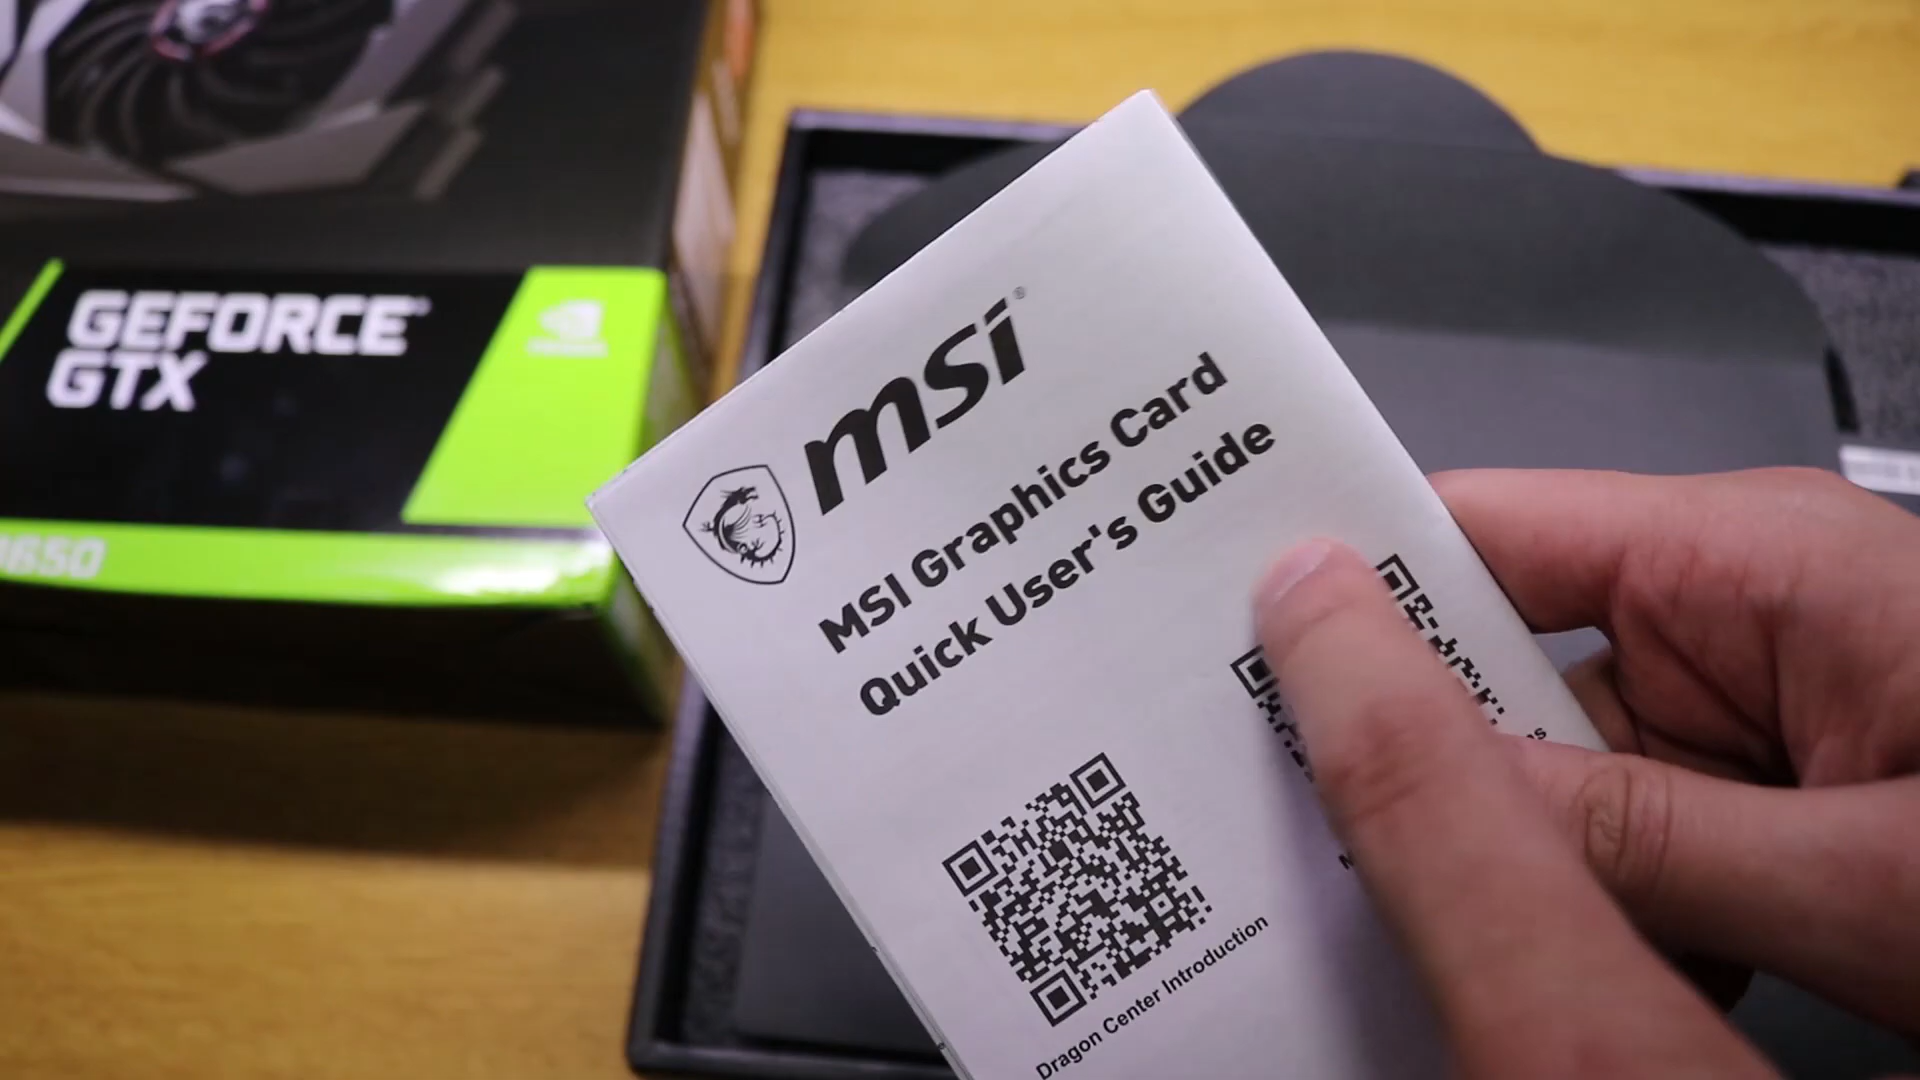 GEFORCE
GTX
1650
msi
MSI Graphics Card
Quick User's Guide
Dragon Center Introduction